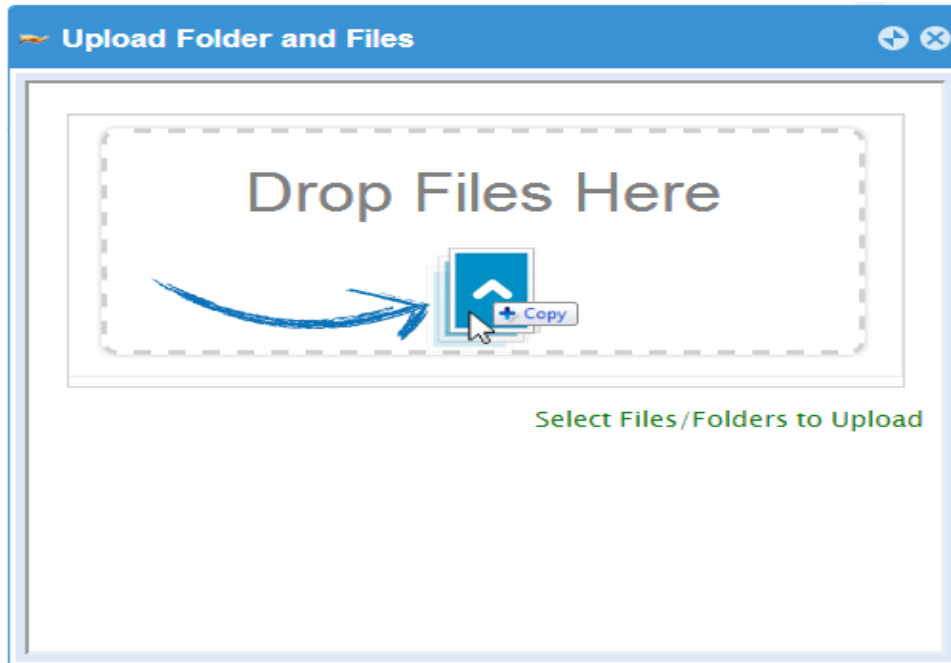 Upload Folder and Files
Drop Files Here
Copy
Select Files/Folders to Upload